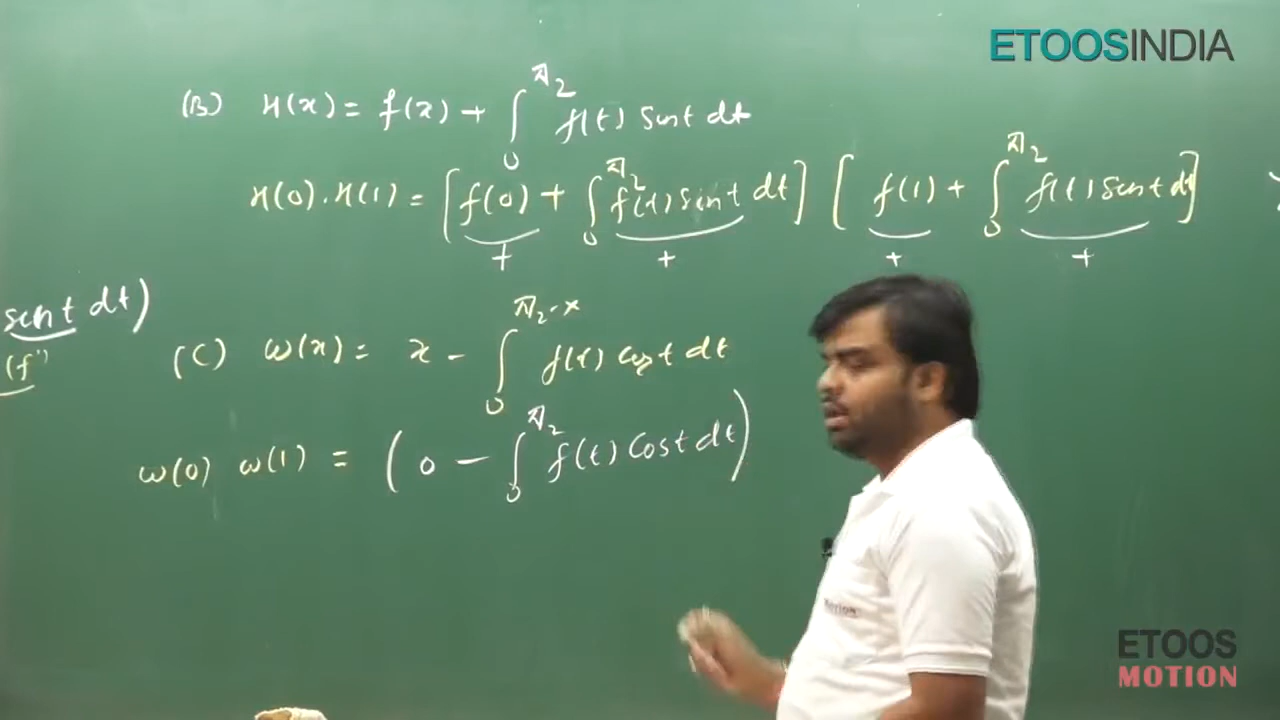 ETOOSINDIA
(B) H(x) = f(x) + ∫₀^π/2 f(t) sint dt
H(0).H(1) = [f(0) + ∫₀^π/2 f(t) sint dt] [f(1) + ∫₀^π/2 f(t) sint dt]
+ + + +
sint dt)
(f
(C) ω(x) = x - ∫₀^π/2-x f(t) cost dt
ω(0) ω(1) = (0 - ∫₀^π/2 f(t) cost dt)
Motion
ETOOS
MOTION